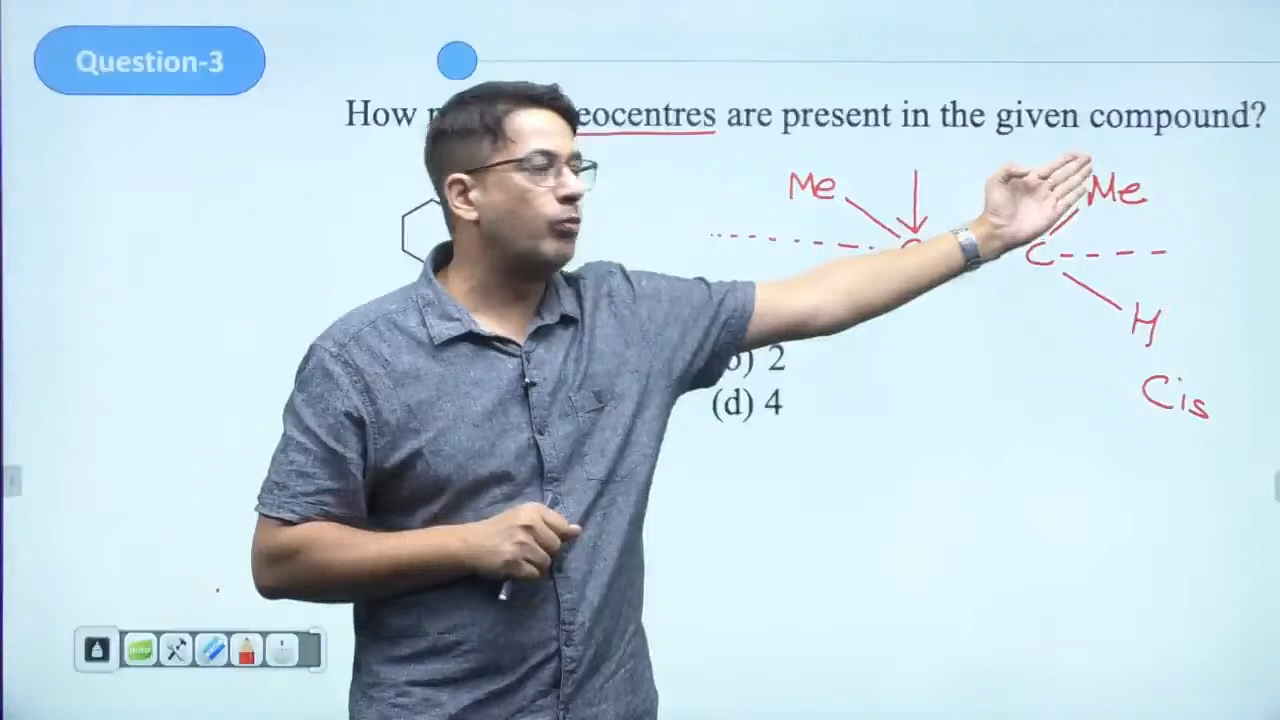 Question-3
How eocentres are present in the given compound?
Me Me
C
H
Cis
2
(d) 4